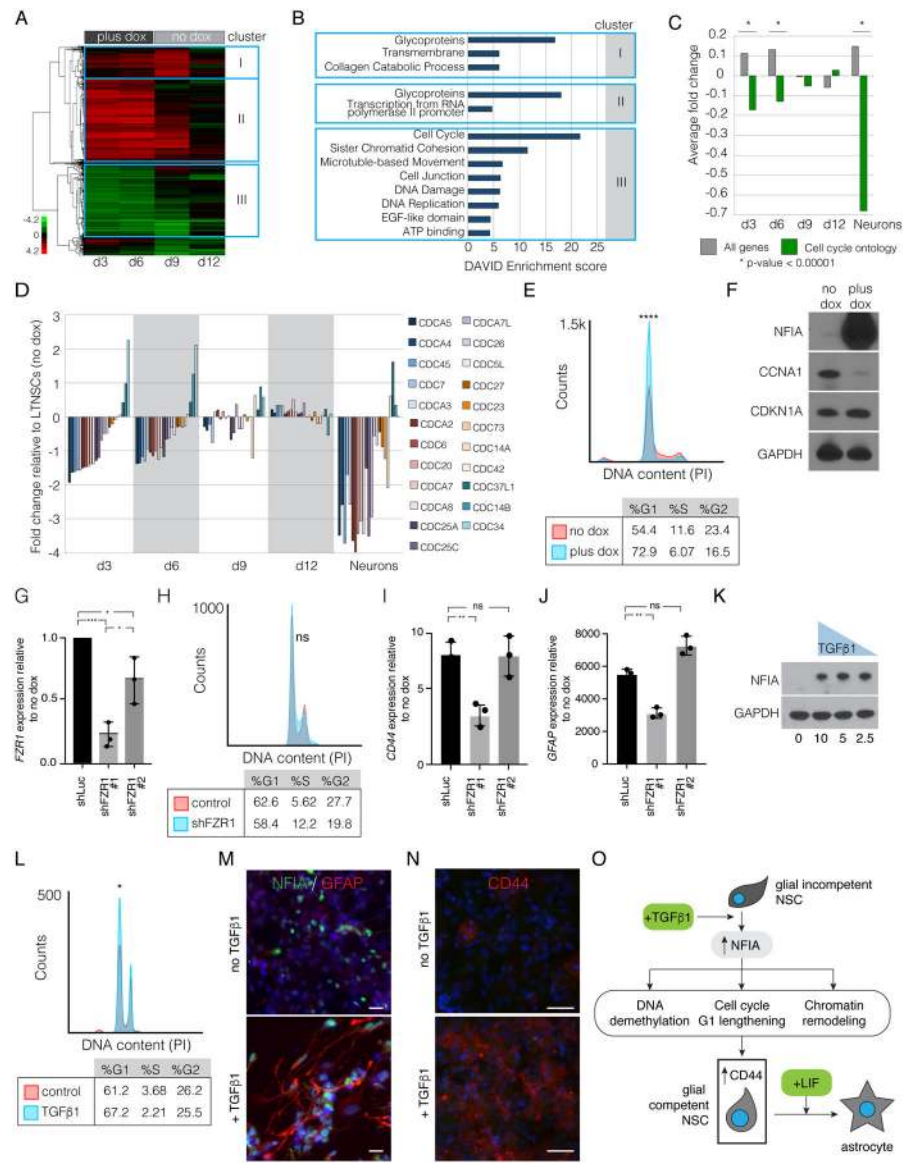 A
plus dox no dox cluster
I
II
III
-4.2
0
4.2
d3 d6 d9 d12
B
cluster
Glycoproteins
Transmembrane
Collagen Catabolic Process
I
Glycoproteins
Transcription from RNA
polymerase II promoter
II
Cell Cycle
Sister Chromatid Cohesion
Microtuble-based Movement
Cell Junction
DNA Damage
DNA Replication
EGF-like domain
ATP binding
III
0 5 10 15 20 25
DAVID Enrichment score
C
* * *
0.2
0.1
0
-0.1
-0.2
-0.3
-0.4
-0.5
-0.6
-0.7
Average fold change
d3 d6 d9 d12 Neurons
All genes Cell cycle ontology
* p-value < 0.00001
D
Fold change relative to LTNSCs (no dox)
3
2
1
0
-1
-2
-3
-4
d3 d6 d9 d12 Neurons
CDCA5 CDCA7L
CDCA4 CDC26
CDC45 CDC5L
CDC7 CDC27
CDCA3 CDC23
CDCA2 CDC73
CDC6 CDC14A
CDC20 CDC42
CDCA7 CDC37L1
CDCA8 CDC14B
CDC25A CDC34
CDC25C
E
1.5k
****
Counts
DNA content (PI)
%G1 %S %G2
no dox 54.4 11.6 23.4
plus dox 72.9 6.07 16.5
F
no dox plus dox
NFIA
CCNA1
CDKN1A
GAPDH
G
FZR1 expression relative
to no dox
*
*** *
1.0
0.5
0.0
shLuc
shFZR1 #1
shFZR1 #2
H
1000
ns
Counts
DNA content (PI)
%G1 %S %G2
control 62.6 5.62 27.7
shFZR1 58.4 12.2 19.8
I
CD44 expression relative
to no dox
ns
**
10
5
0
shLuc
shFZR1 #1
shFZR1 #2
J
GFAP expression relative
to no dox
ns
**
8000
6000
4000
2000
0
shLuc
shFZR1 #1
shFZR1 #2
K
TGFβ1
NFIA
GAPDH
0 10 5 2.5
L
500
*
Counts
DNA content (PI)
%G1 %S %G2
control 61.2 3.68 26.2
TGFβ1 67.2 2.21 25.5
M
NFIA/GFAP
no TGFβ1
+ TGFβ1
N
CD44
no TGFβ1
+ TGFβ1
O
glial incompetent
NSC
+TGFβ1
↑ NFIA
DNA
demethylation
Cell cycle
G1 lengthening
Chromatin
remodeling
↑ CD44
glial
competent
NSC
+LIF
astrocyte